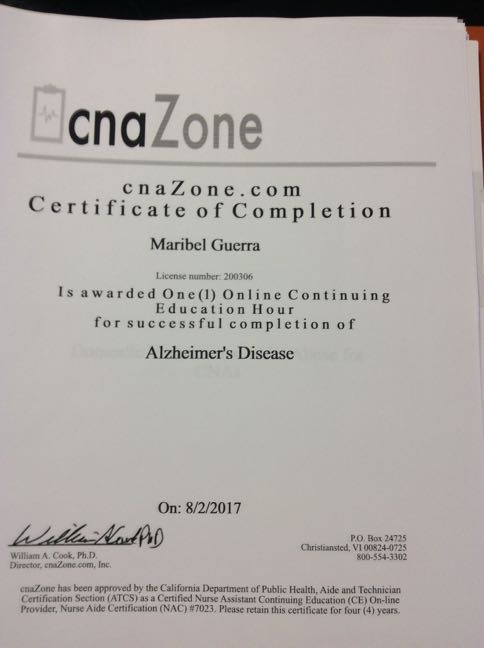 cnaZone
cnaZone.com
Certificate of Completion
Maribel Guerra
License number: 200306
Is awarded One(1) Online Continuing
Education Hour
for successful completion of
Alzheimer's Disease
On: 8/2/2017
William A. Cook, Ph.D.
Director, cnaZone.com, Inc.
P.O. Box 24725
Christiansted, VI 00824-0725
800-554-3302
cnaZone has been approved by the California Department of Public Health, Aide and Technician
Certification Section (ATCS) as a Certified Nurse Assistant Continuing Education (CE) On-line
Provider, Nurse Aide Certification (NAC) #7023. Please retain this certificate for four (4) years.